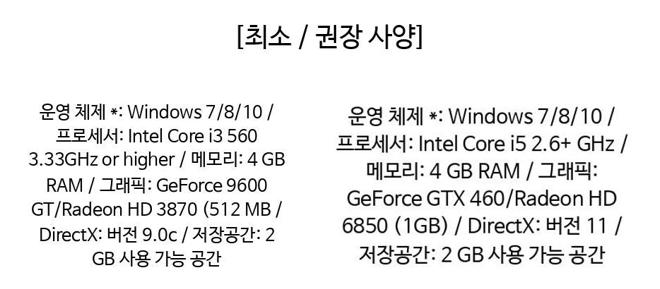 [최소 / 권장 사양]
운영 체제 *: Windows 7/8/10 /
프로세서: Intel Core i3 560
3.33GHz or higher / 메모리: 4 GB
RAM / 그래픽: GeForce 9600
GT/Radeon HD 3870 (512 MB /
DirectX: 버전 9.0c / 저장공간: 2
GB 사용 가능 공간
운영 체제 *: Windows 7/8/10 /
프로세서: Intel Core i5 2.6+ GHz /
메모리: 4 GB RAM / 그래픽:
GeForce GTX 460/Radeon HD
6850 (1GB) / DirectX: 버전 11 /
저장공간: 2 GB 사용 가능 공간